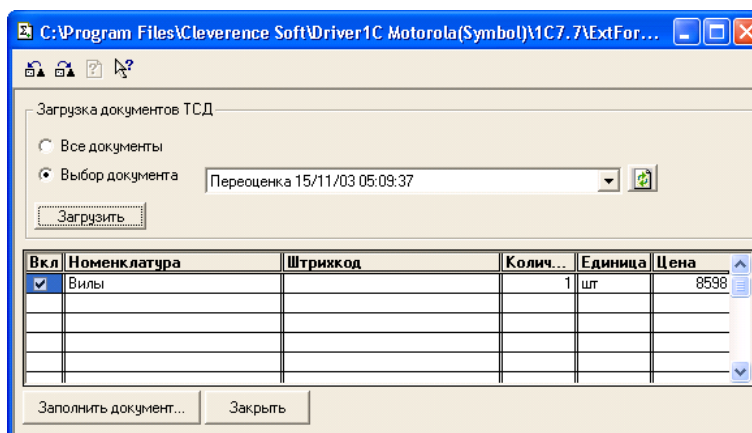 C:\Program Files\Cleverence Soft\Driver1C Motorola(Symbol)\1C7.7\ExtFor...
Загрузка документов ТСД
Все документы
Выбор документа Переоценка 15/11/03 05:09:37
Загрузить
Вкл Номенклатура Штрихкод Колич... Единица Цена
Вилы 1 шт 8598
Заполнить документ... Закрыть